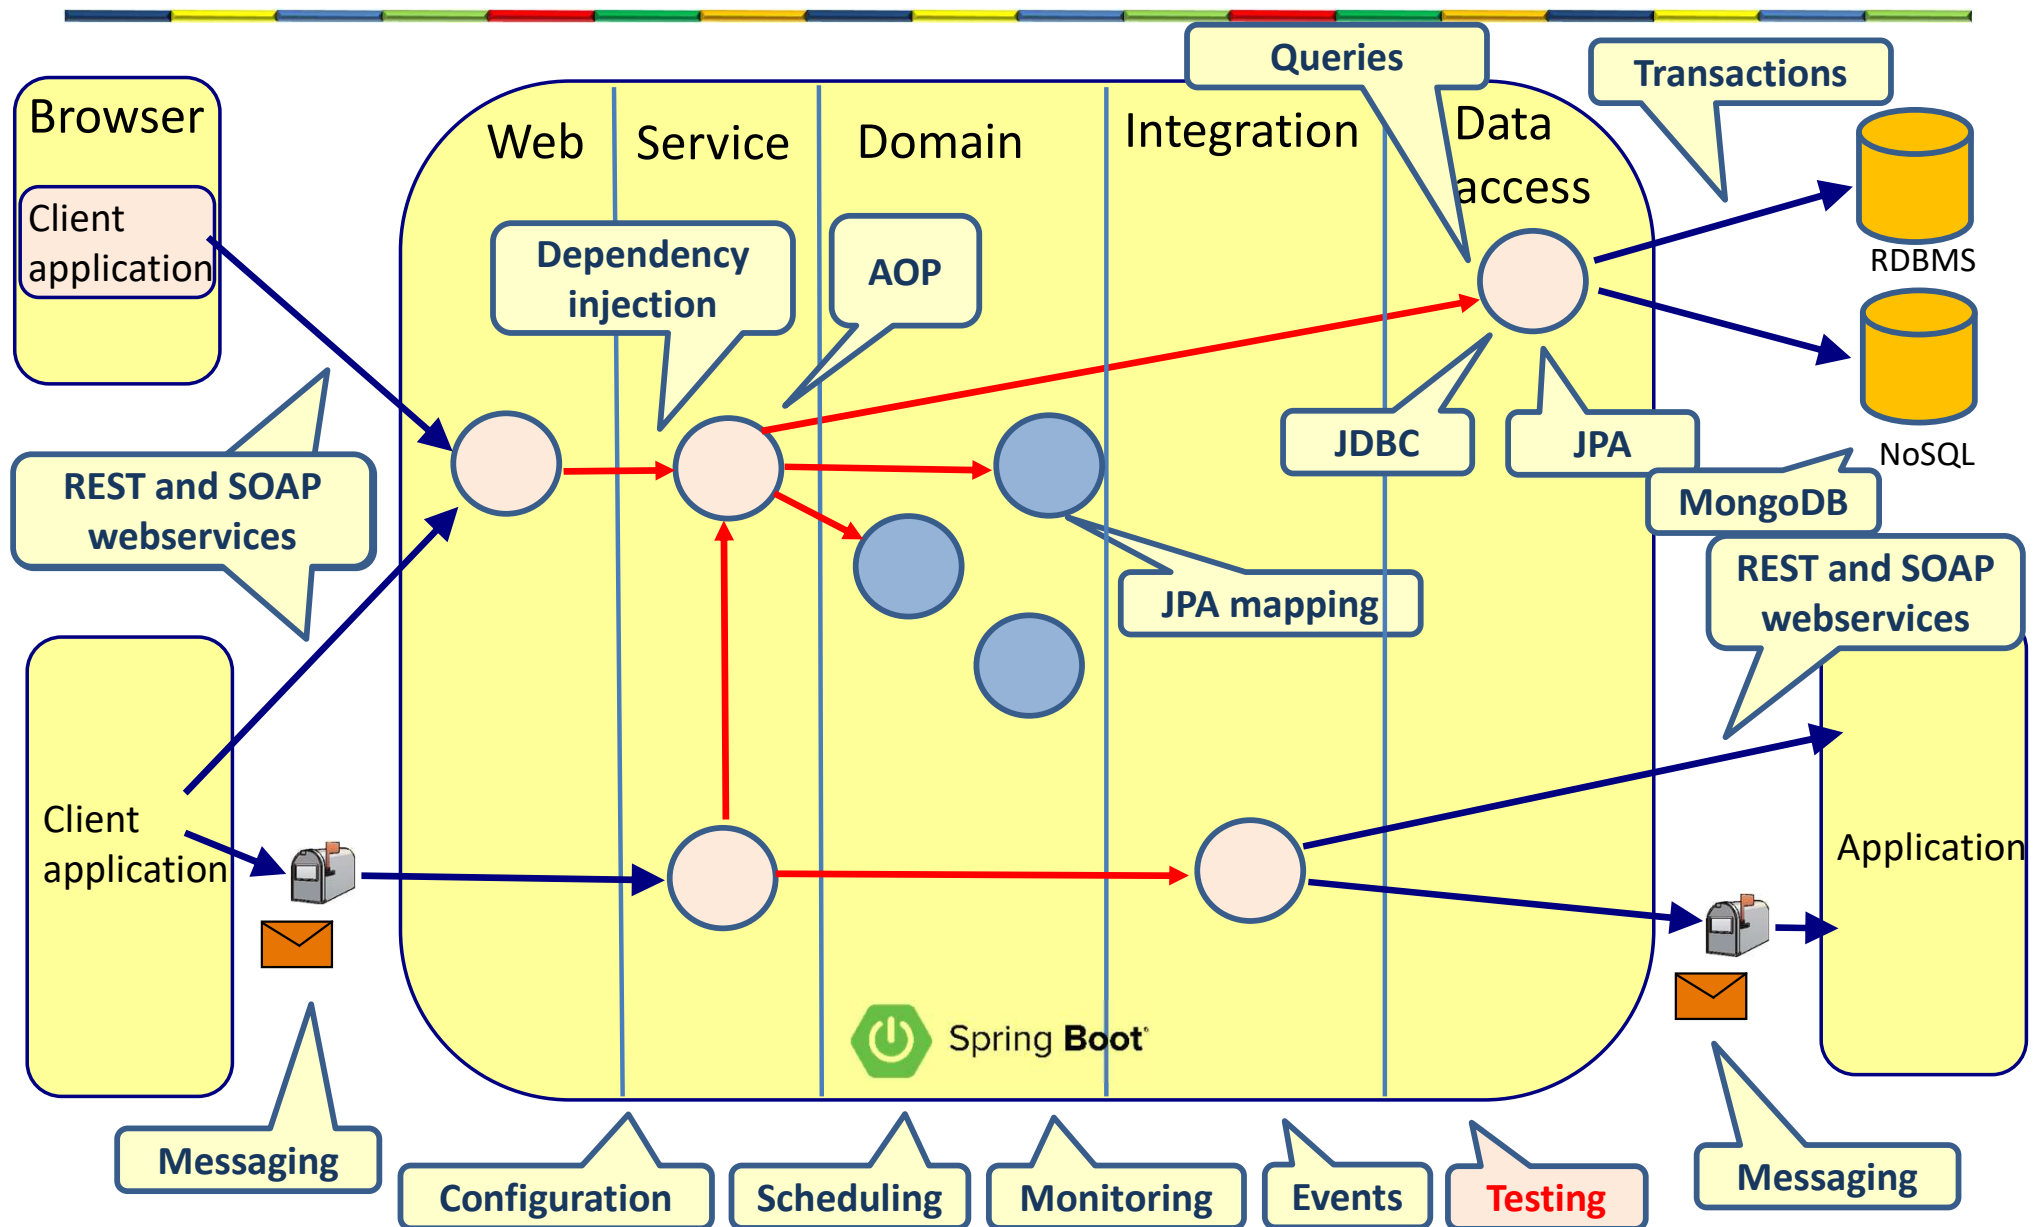 Browser
Client
application
Web
Service
Domain
Integration
Data
access
Queries
Transactions
RDBMS
NoSQL
Dependency
injection
AOP
JDBC
JPA
MongoDB
REST and SOAP
webservices
JPA mapping
REST and SOAP
webservices
Client
application
Application
Spring Boot
Messaging
Configuration
Scheduling
Monitoring
Events
Testing
Messaging